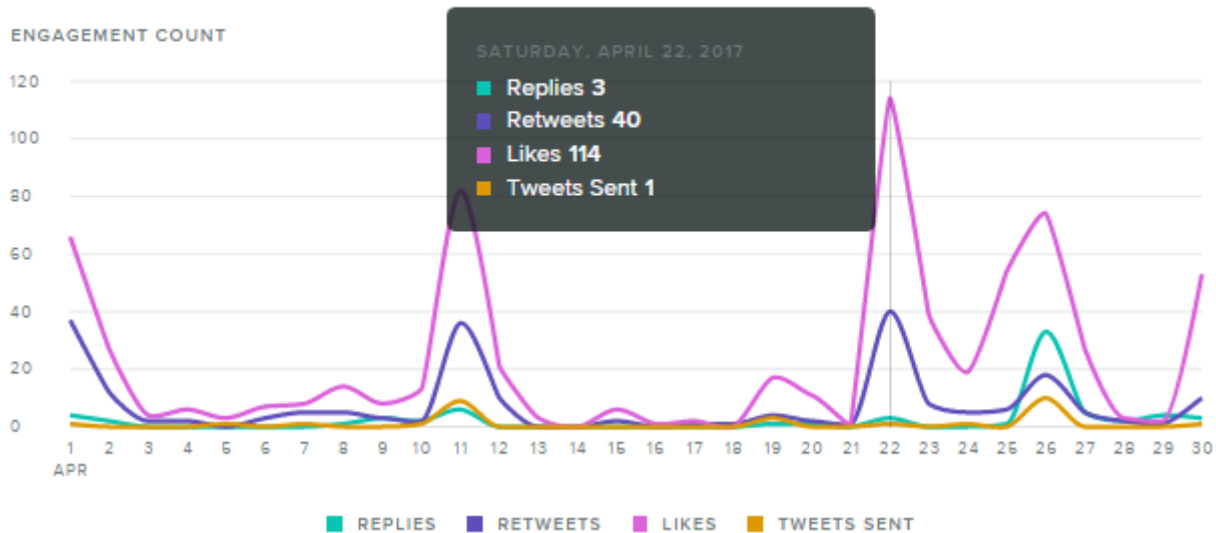 ENGAGEMENT COUNT
SATURDAY, APRIL 22, 2017
Replies 3
Retweets 40
Likes 114
Tweets Sent 1
120
100
80
60
40
20
0
1 2 3 4 5 6 7 8 9 10 11 12 13 14 15 16 17 18 19 20 21 22 23 24 25 26 27 28 29 30
APR
REPLIES RETWEETS LIKES TWEETS SENT